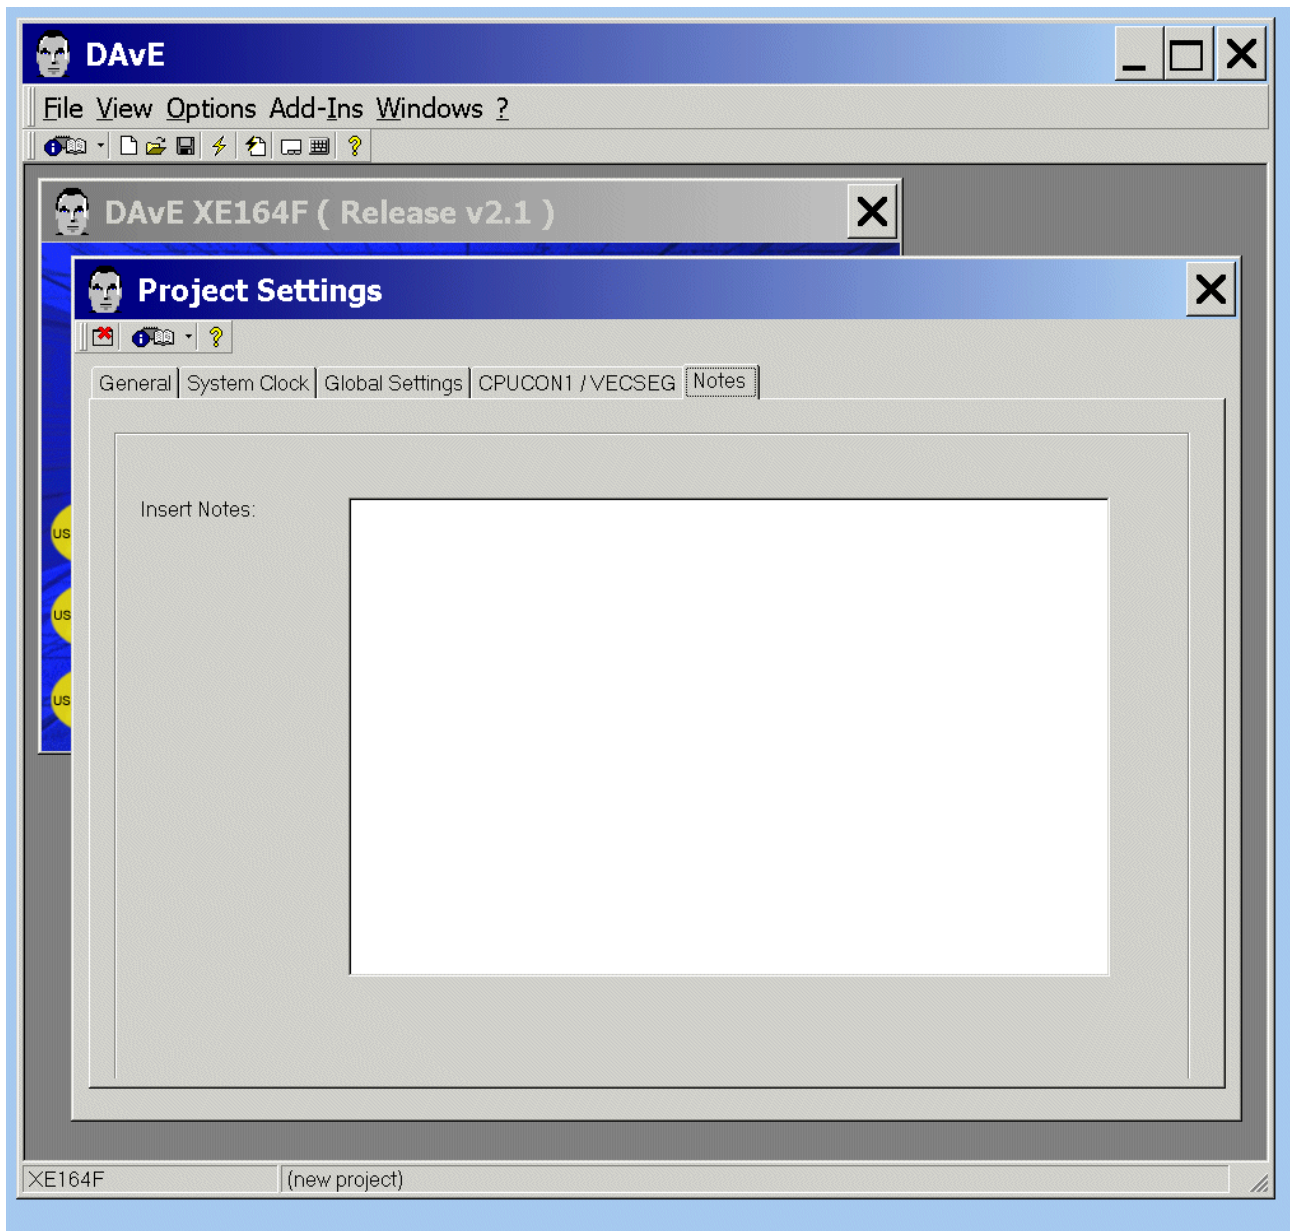 DAvE
File View Options Add-Ins Windows ?
DAvE XE164F ( Release v2.1 )
Project Settings
General System Clock Global Settings CPUCON1 / VECSEG Notes
Insert Notes:
US
US
US
XE164F (new project)